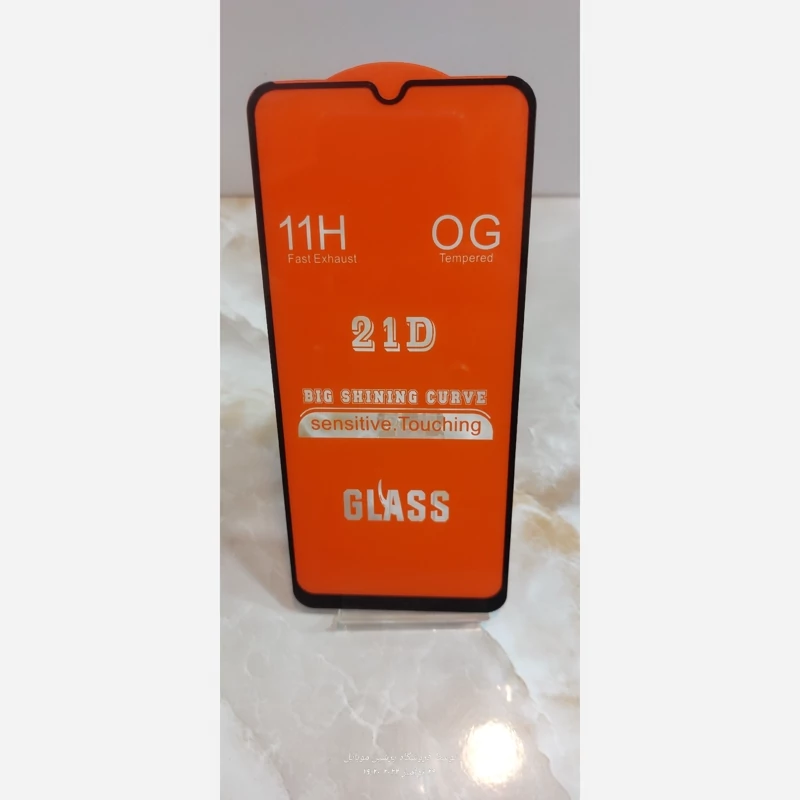 11H
Fast Exhaust
OG
Tempered
21D
BIG SHINING CURVE
sensitive.Touching
GLASS